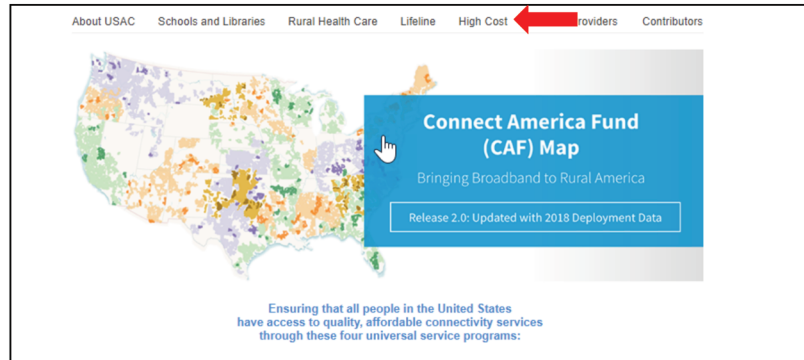 About USAC Schools and Libraries Rural Health Care Lifeline High Cost roviders Contributors
Connect America Fund
(CAF) Map
Bringing Broadband to Rural America
Release 2.0: Updated with 2018 Deployment Data
Ensuring that all people in the United States
have access to quality, affordable connectivity services
through these four universal service programs: